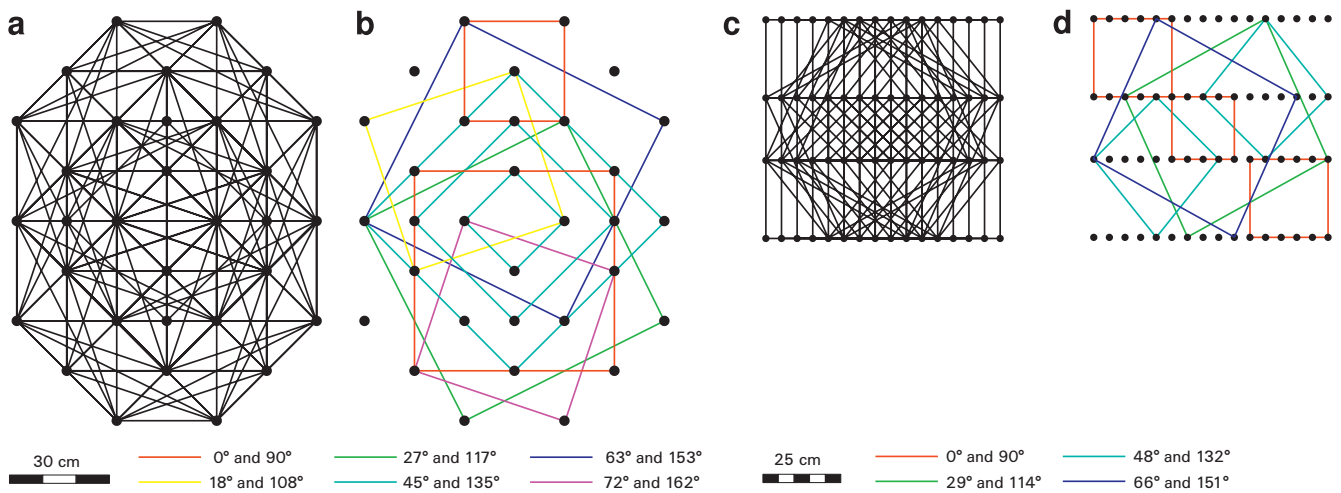 a b c d
30 cm 0° and 90° 27° and 117° 63° and 153° 25 cm 0° and 90° 48° and 132°
18° and 108° 45° and 135° 72° and 162° 29° and 114° 66° and 151°